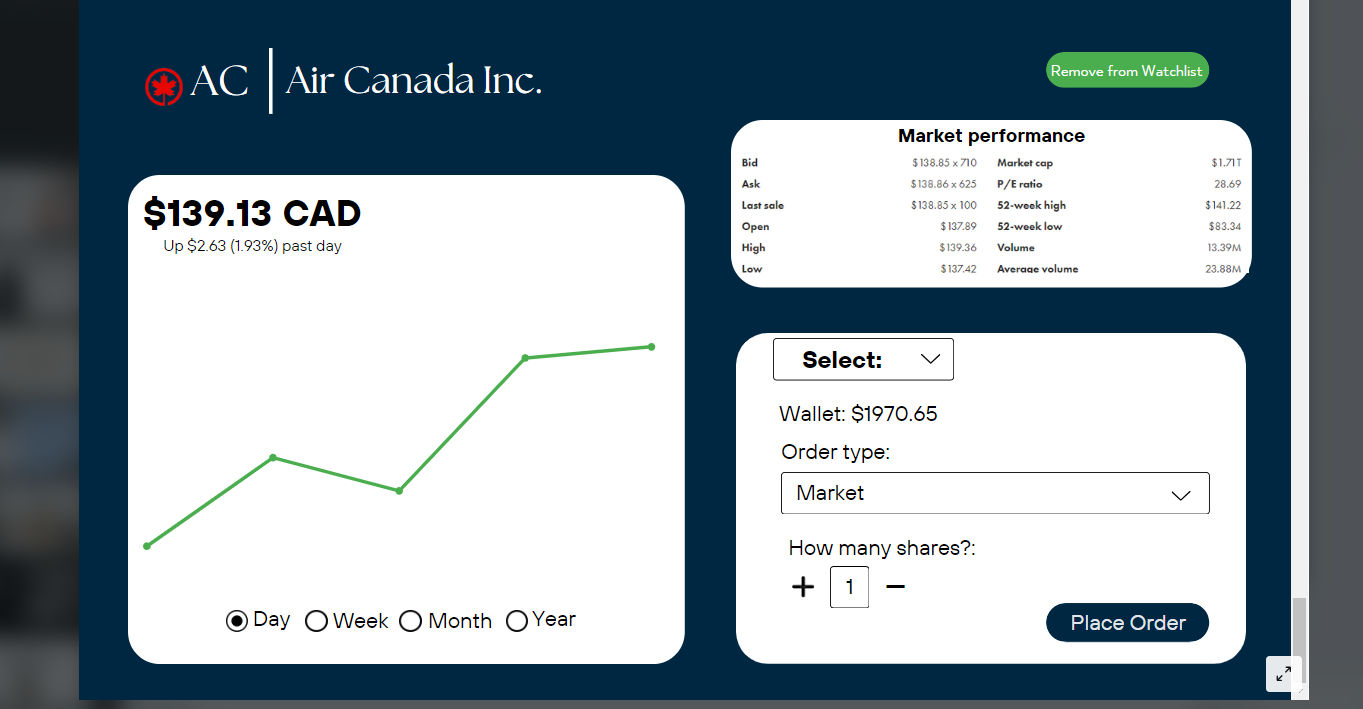 AC | Air Canada Inc.
Remove from Watchlist
$139.13 CAD
Up $2.63 (1.93%) past day
Day Week Month Year
Market performance
Bid $138.85 x 710 Market cap $1.71T
Ask $138.86 x 625 P/E ratio 28.69
Last sale $138.85 x 100 52-week high $141.22
Open $137.89 52-week low $83.34
High $139.36 Volume 13.39M
Low $137.42 Average volume 23.88M
Select:
Wallet: $1970.65
Order type:
Market
How many shares?:
+ 1 −
Place Order